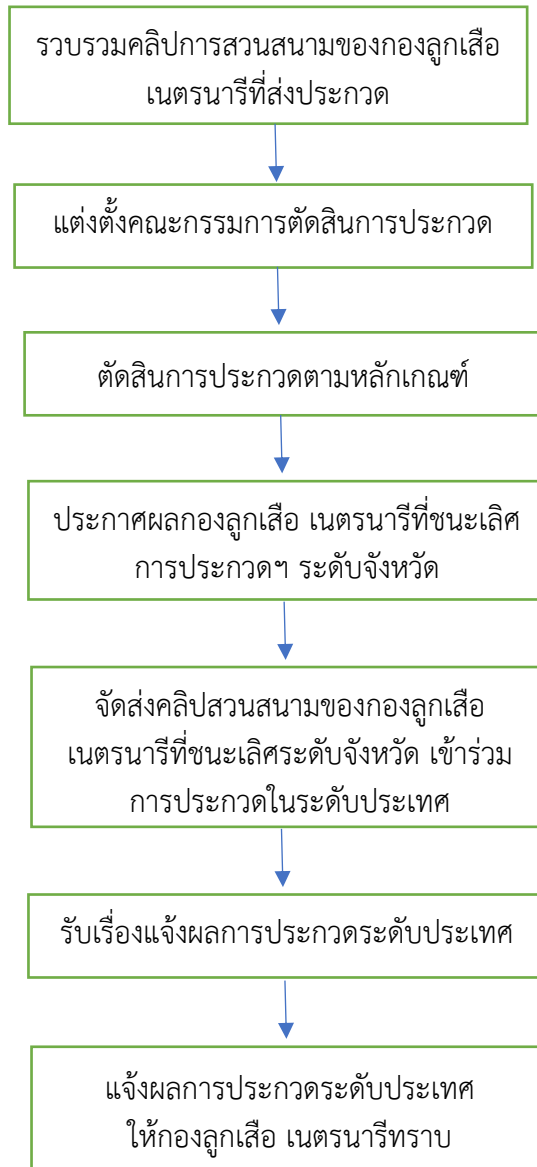 รวบรวมคลิปการสวนสนามของกองลูกเสือ
เนตรนารีที่ส่งประกวด
แต่งตั้งคณะกรรมการตัดสินการประกวด
ตัดสินการประกวดตามหลักเกณฑ์
ประกาศผลกองลูกเสือ เนตรนารีที่ชนะเลิศ
การประกวดฯ ระดับจังหวัด
จัดส่งคลิปสวนสนามของกองลูกเสือ
เนตรนารีที่ชนะเลิศระดับจังหวัด เข้าร่วม
การประกวดในระดับประเทศ
รับเรื่องแจ้งผลการประกวดระดับประเทศ
แจ้งผลการประกวดระดับประเทศ
ให้กองลูกเสือ เนตรนารีทราบ